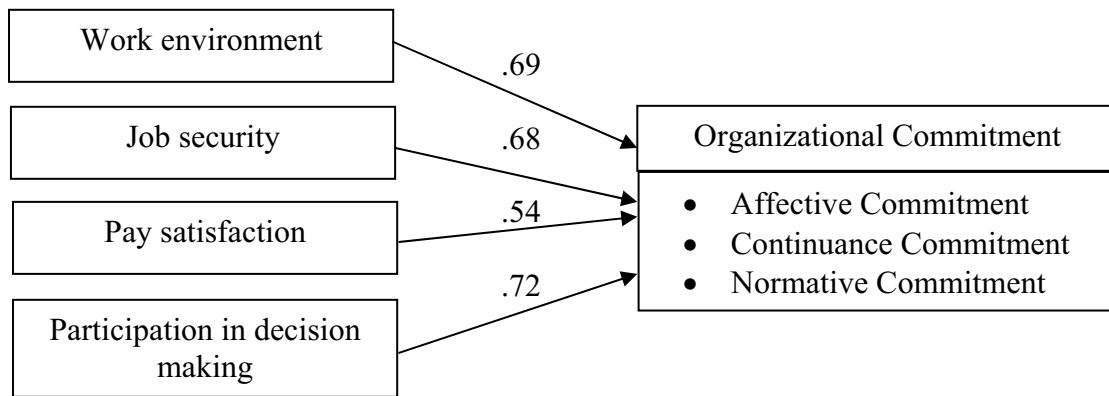 Work environment
.69
Job security
.68
Organizational Commitment
Pay satisfaction
.54
• Affective Commitment
• Continuance Commitment
• Normative Commitment
.72
Participation in decision
making